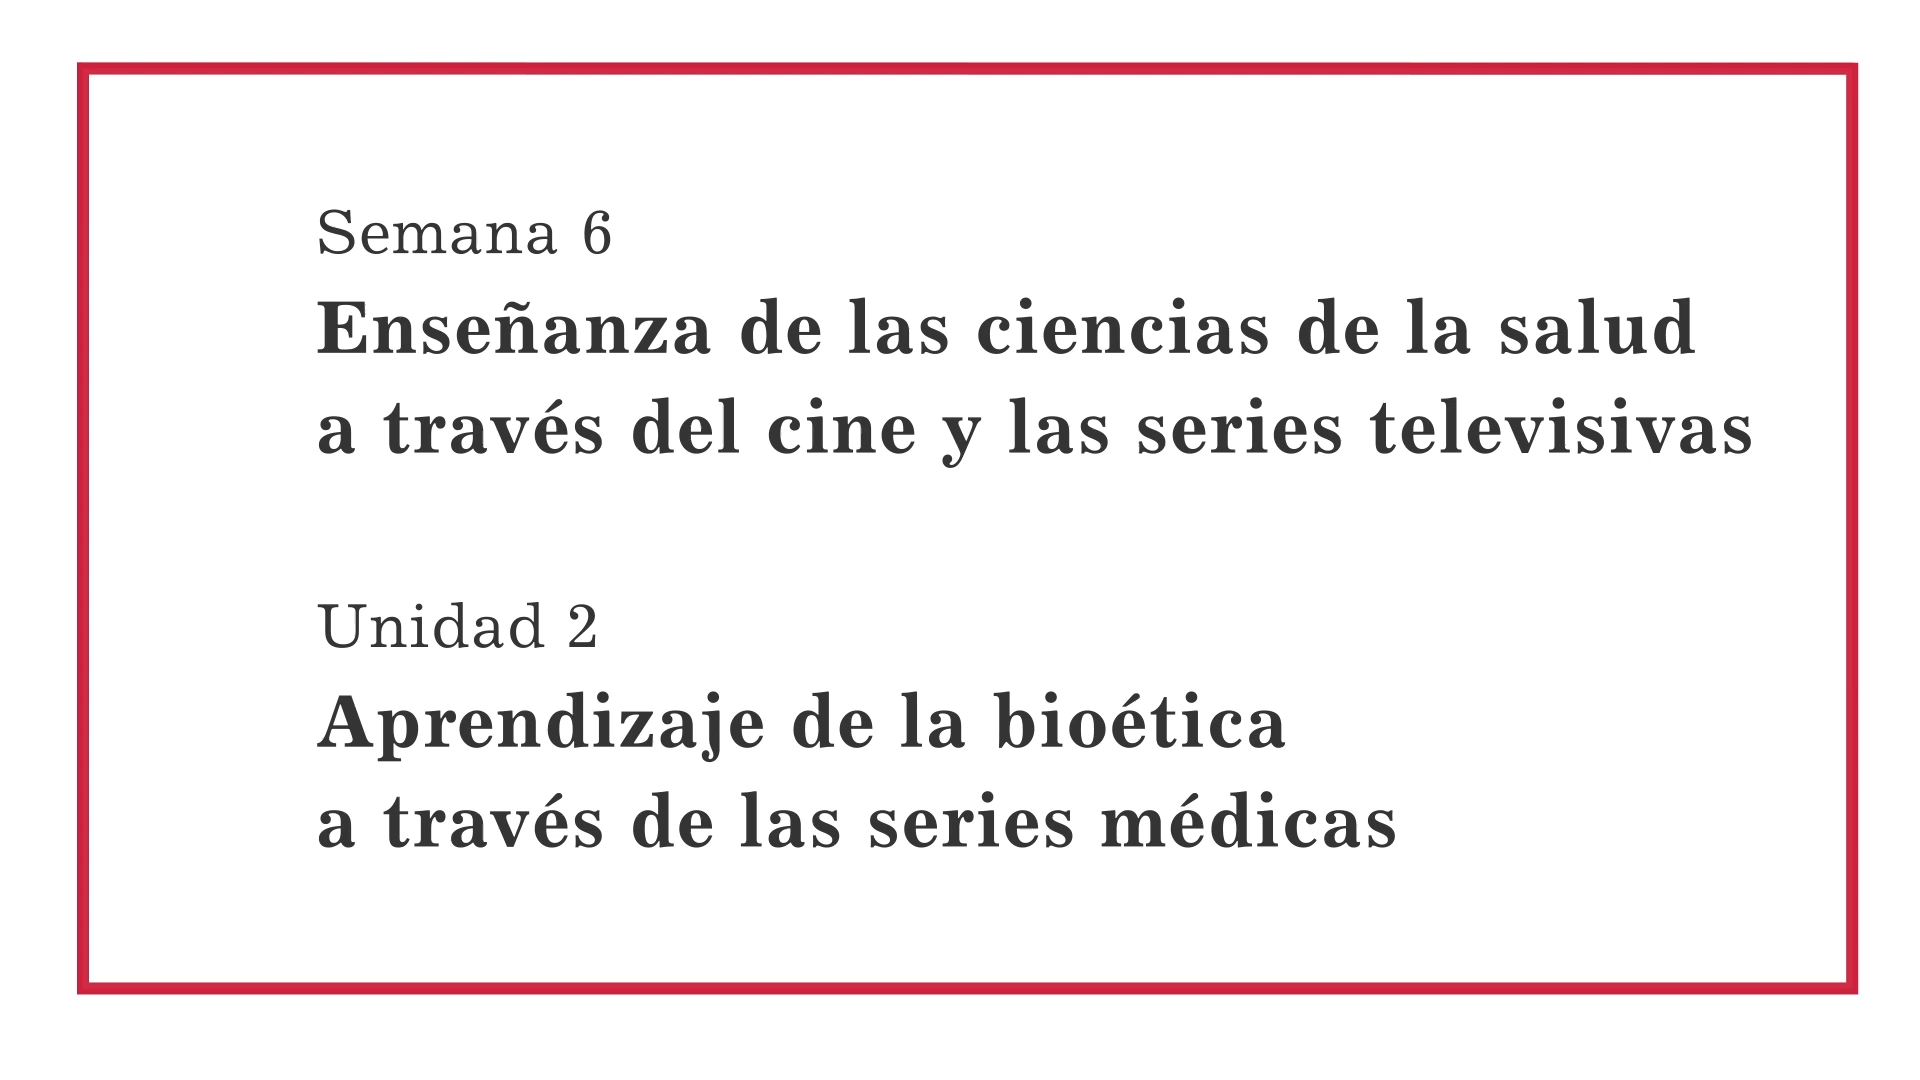 Semana 6
Enseñanza de las ciencias de la salud
a través del cine y las series televisivas
Unidad 2
Aprendizaje de la bioética
a través de las series médicas